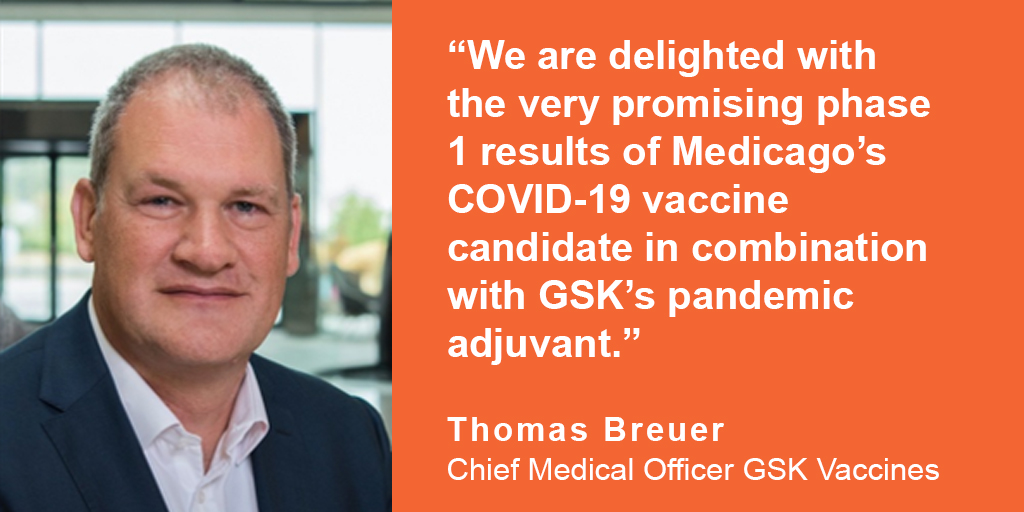 “We are delighted with
the very promising phase
1 results of Medicago’s
COVID-19 vaccine
candidate in combination
with GSK’s pandemic
adjuvant.”
Thomas Breuer
Chief Medical Officer GSK Vaccines